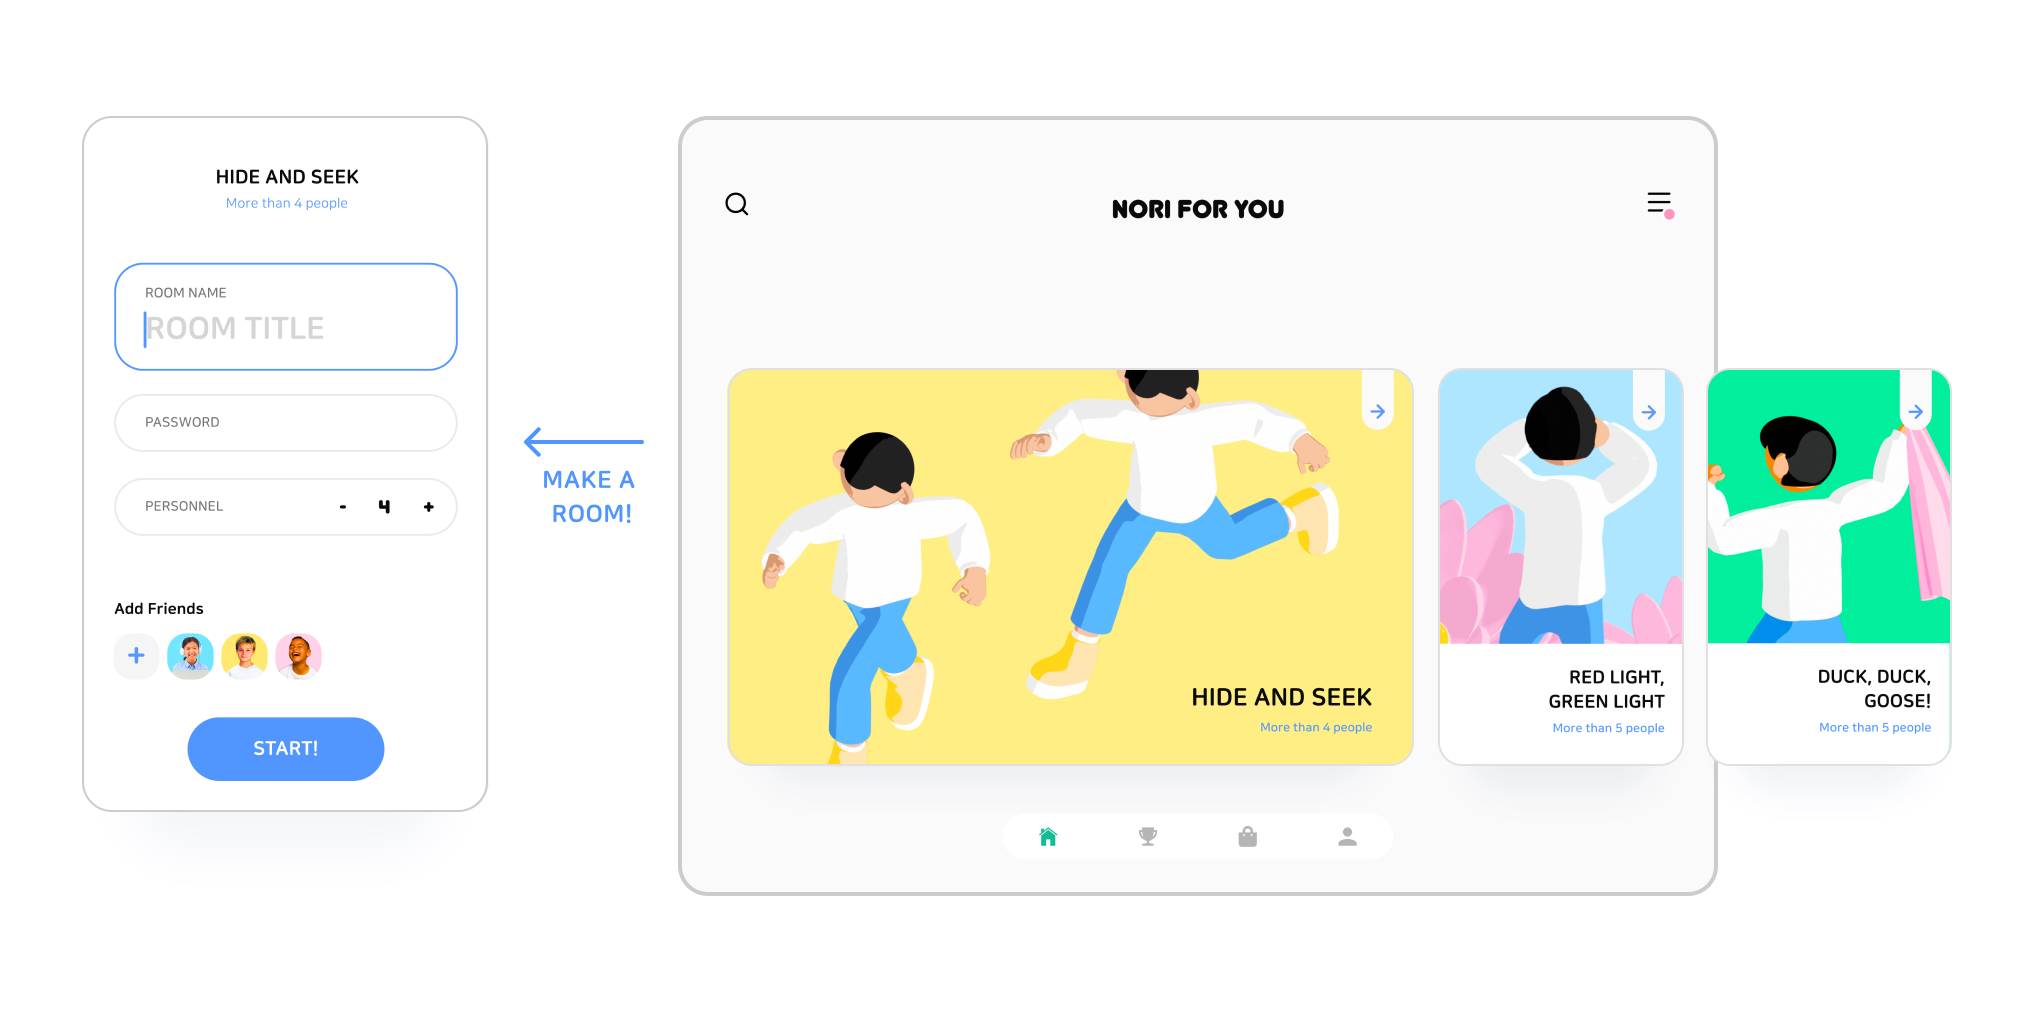 HIDE AND SEEK
More than 4 people
ROOM NAME
ROOM TITLE
PASSWORD
PERSONNEL - 4 +
Add Friends
+
START!
MAKE A
ROOM!
NORI FOR YOU
HIDE AND SEEK
More than 4 people
RED LIGHT,
GREEN LIGHT
More than 5 people
DUCK, DUCK,
GOOSE!
More than 5 people